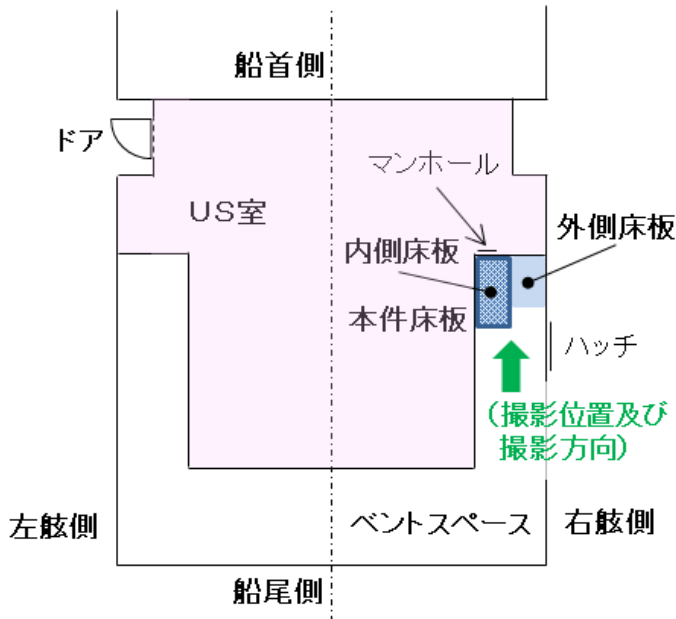 船首側
ドア
マンホール
US室
外側床板
内側床板
本件床板
ハッチ
(撮影位置及び
撮影方向)
左舷側
ベントスペース
右舷側
船尾側